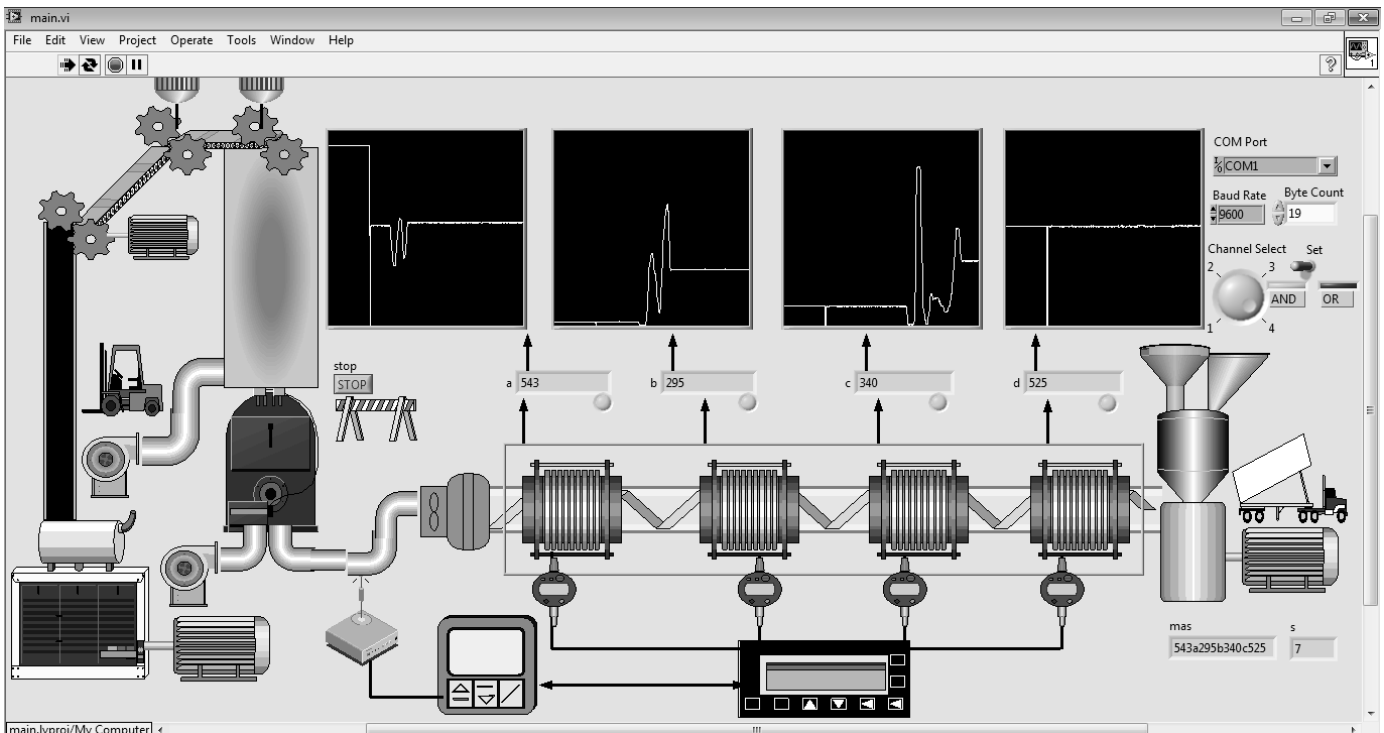 main.vi
File Edit View Project Operate Tools Window Help
COM Port
COM1
Baud Rate Byte Count
9600 19
Channel Select Set
2 3
AND OR
1 4
stop
STOP
a 543 b 295 c 340 d 525
mas s
543a295b340c525 7
main.lvproj/My Computer